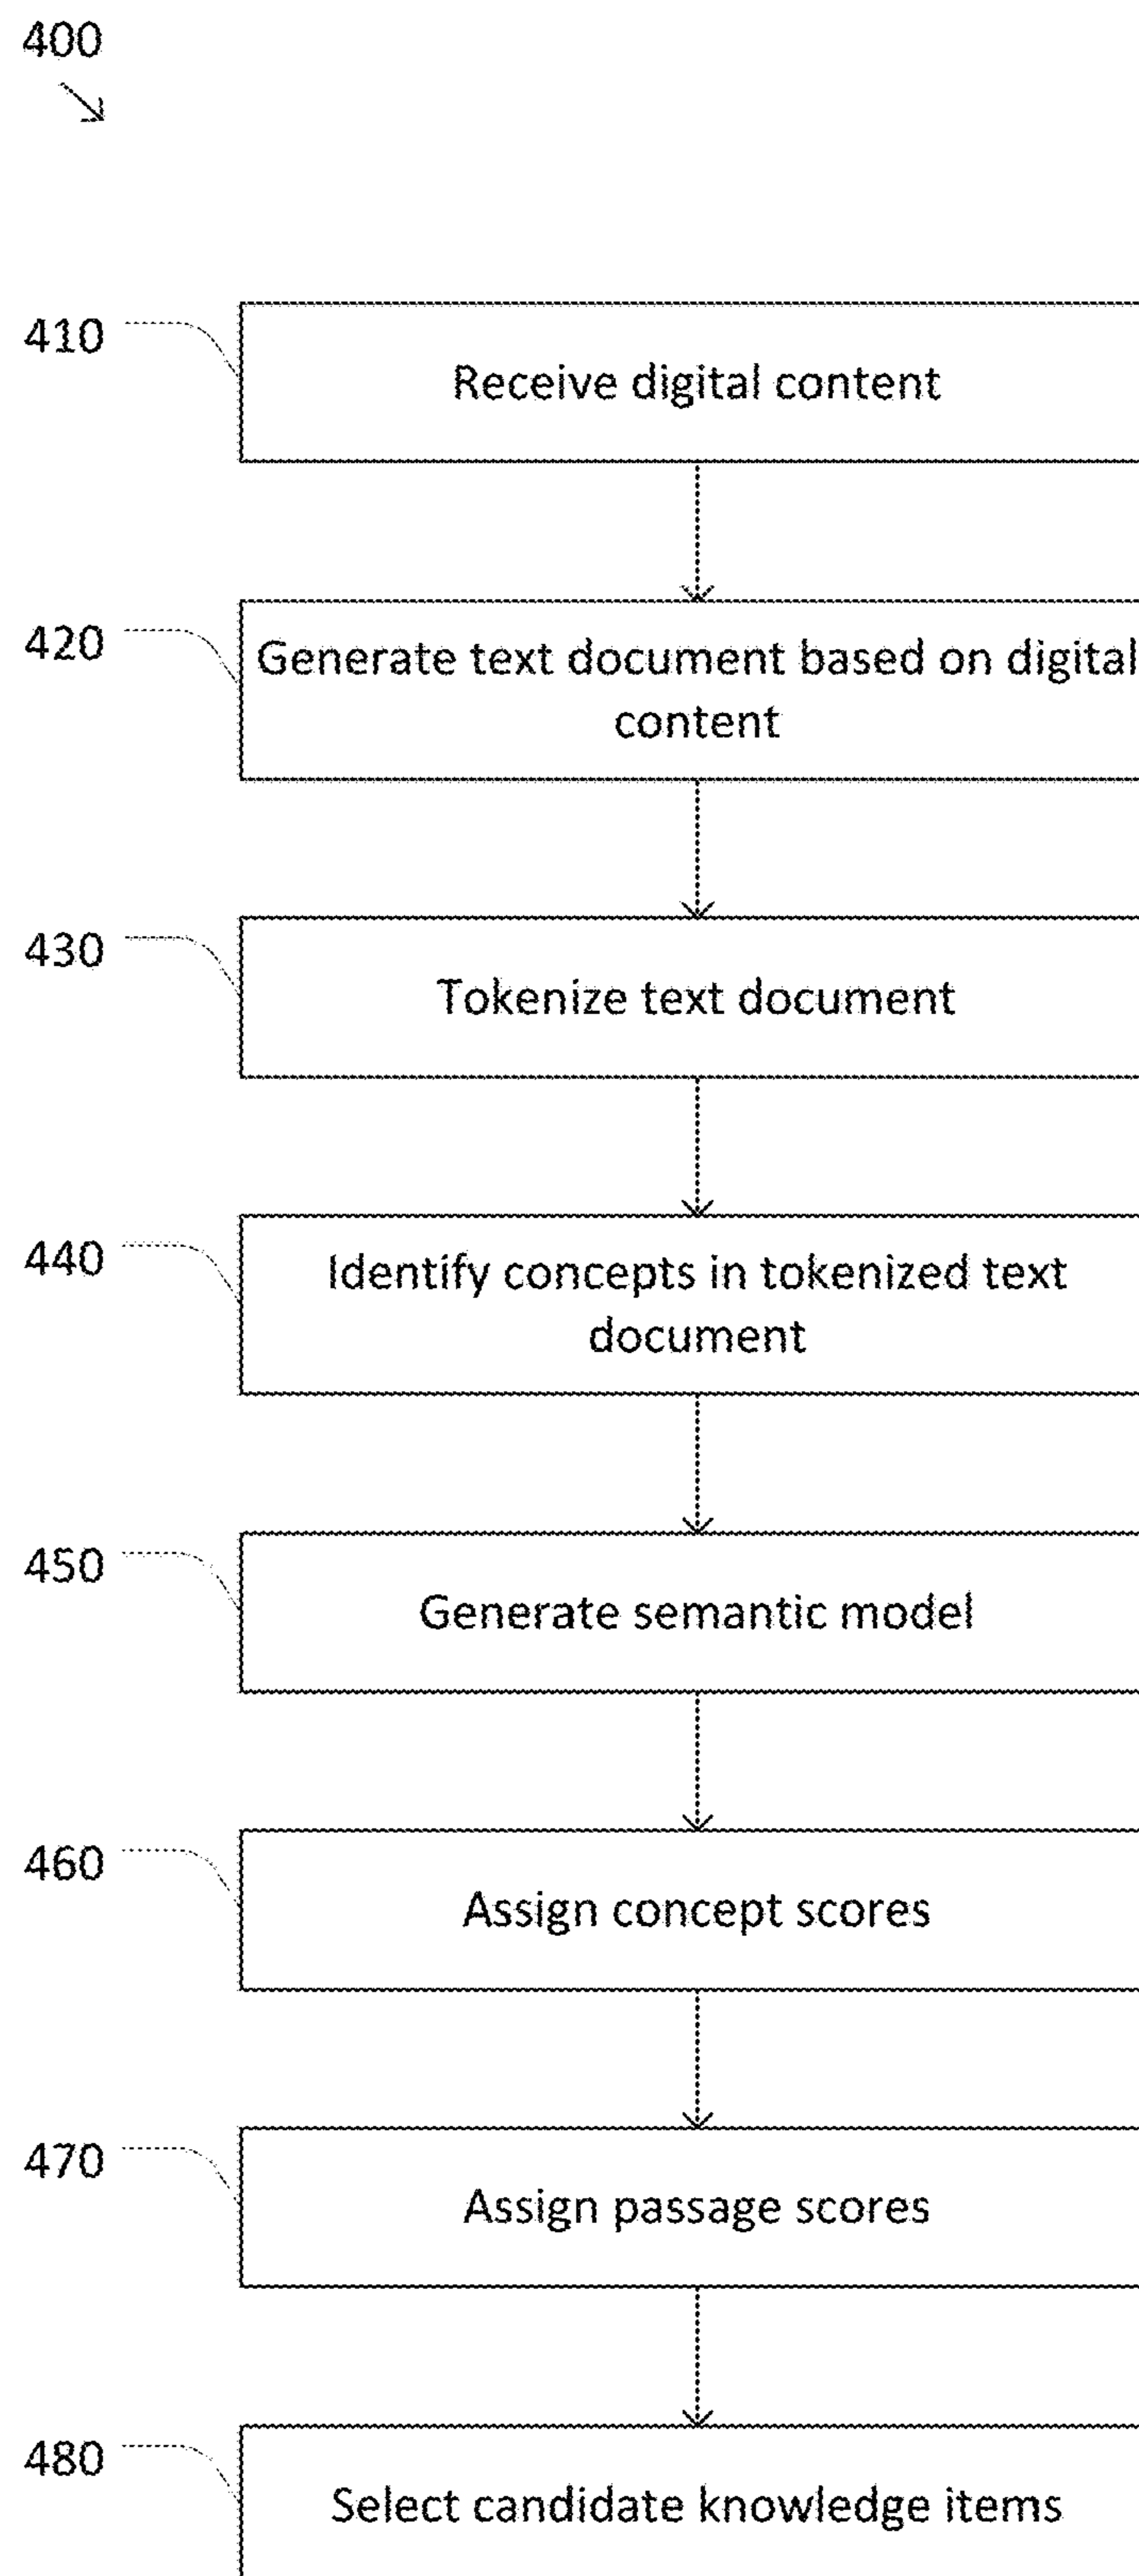 400
410
Receive digital content
420
Generate text document based on digital
content
430
Tokenize text document
440
Identify concepts in tokenized text
document
450
Generate semantic model
460
Assign concept scores
470
Assign passage scores
480
Select candidate knowledge items